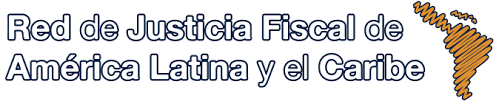 Red de Justicia Fiscal de
América Latina y el Caribe